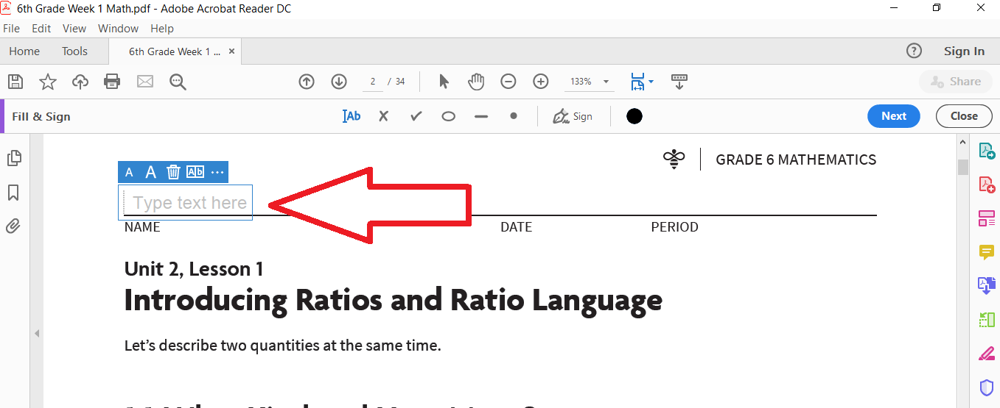 6th Grade Week 1 Math.pdf - Adobe Acrobat Reader DC
File Edit View Window Help
Home Tools 6th Grade Week 1 ... × ? Sign In
2 / 34 133% Share
Fill & Sign Ab Sign Next Close
GRADE 6 MATHEMATICS
A A Ab ...
Type text here
NAME DATE PERIOD
Unit 2, Lesson 1
Introducing Ratios and Ratio Language
Let's describe two quantities at the same time.